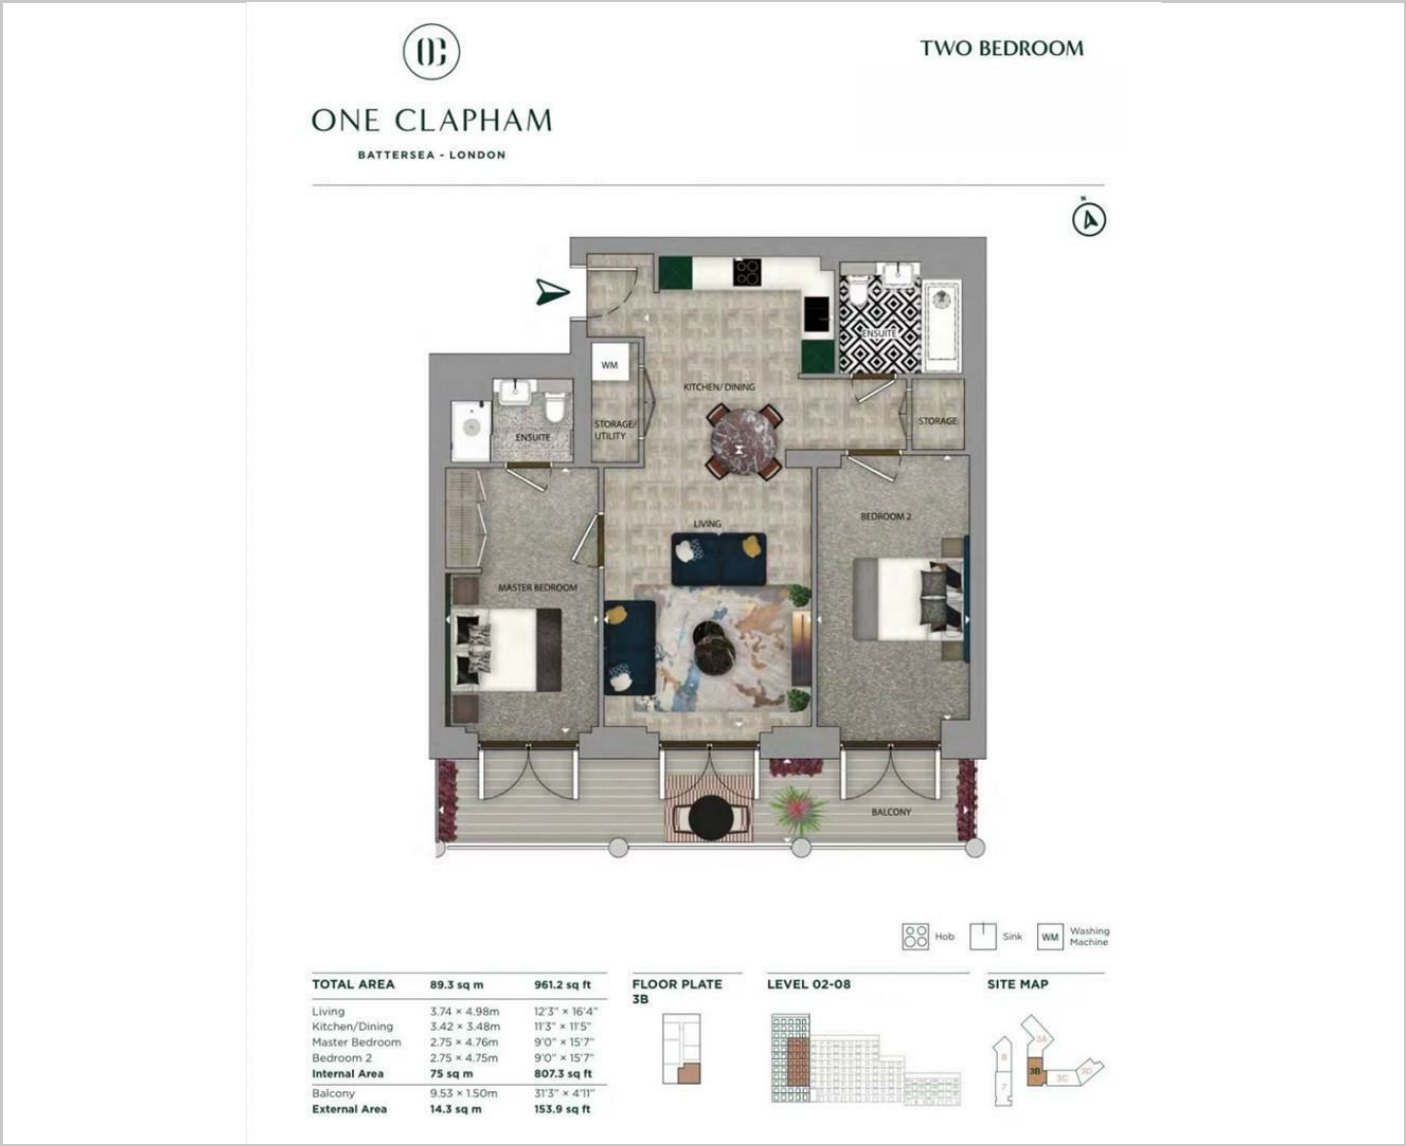 TWO BEDROOM
ONE CLAPHAM
BATTERSEA - LONDON
ENSUITE
WM
KITCHEN/ DINING
STORAGE/
UTILITY
STORAGE
ENSUITE
BEDROOM 2
LIVING
MASTER BEDROOM
BALCONY
Hob
Sink
WM
Washing
Machine
TOTAL AREA 89.3 sq m 961.2 sq ft
Living 3.74 × 4.98m 12'3" × 16'4"
Kitchen/Dining 3.42 × 3.48m 11'3" × 11'5"
Master Bedroom 2.75 × 4.76m 9'0" × 15'7"
Bedroom 2 2.75 × 4.75m 9'0" × 15'7"
Internal Area 75 sq m 807.3 sq ft
Balcony 9.53 × 1.50m 31'3" × 4'11"
External Area 14.3 sq m 153.9 sq ft
FLOOR PLATE
3B
LEVEL 02-08
SITE MAP
3A
3B
3C
3D
7